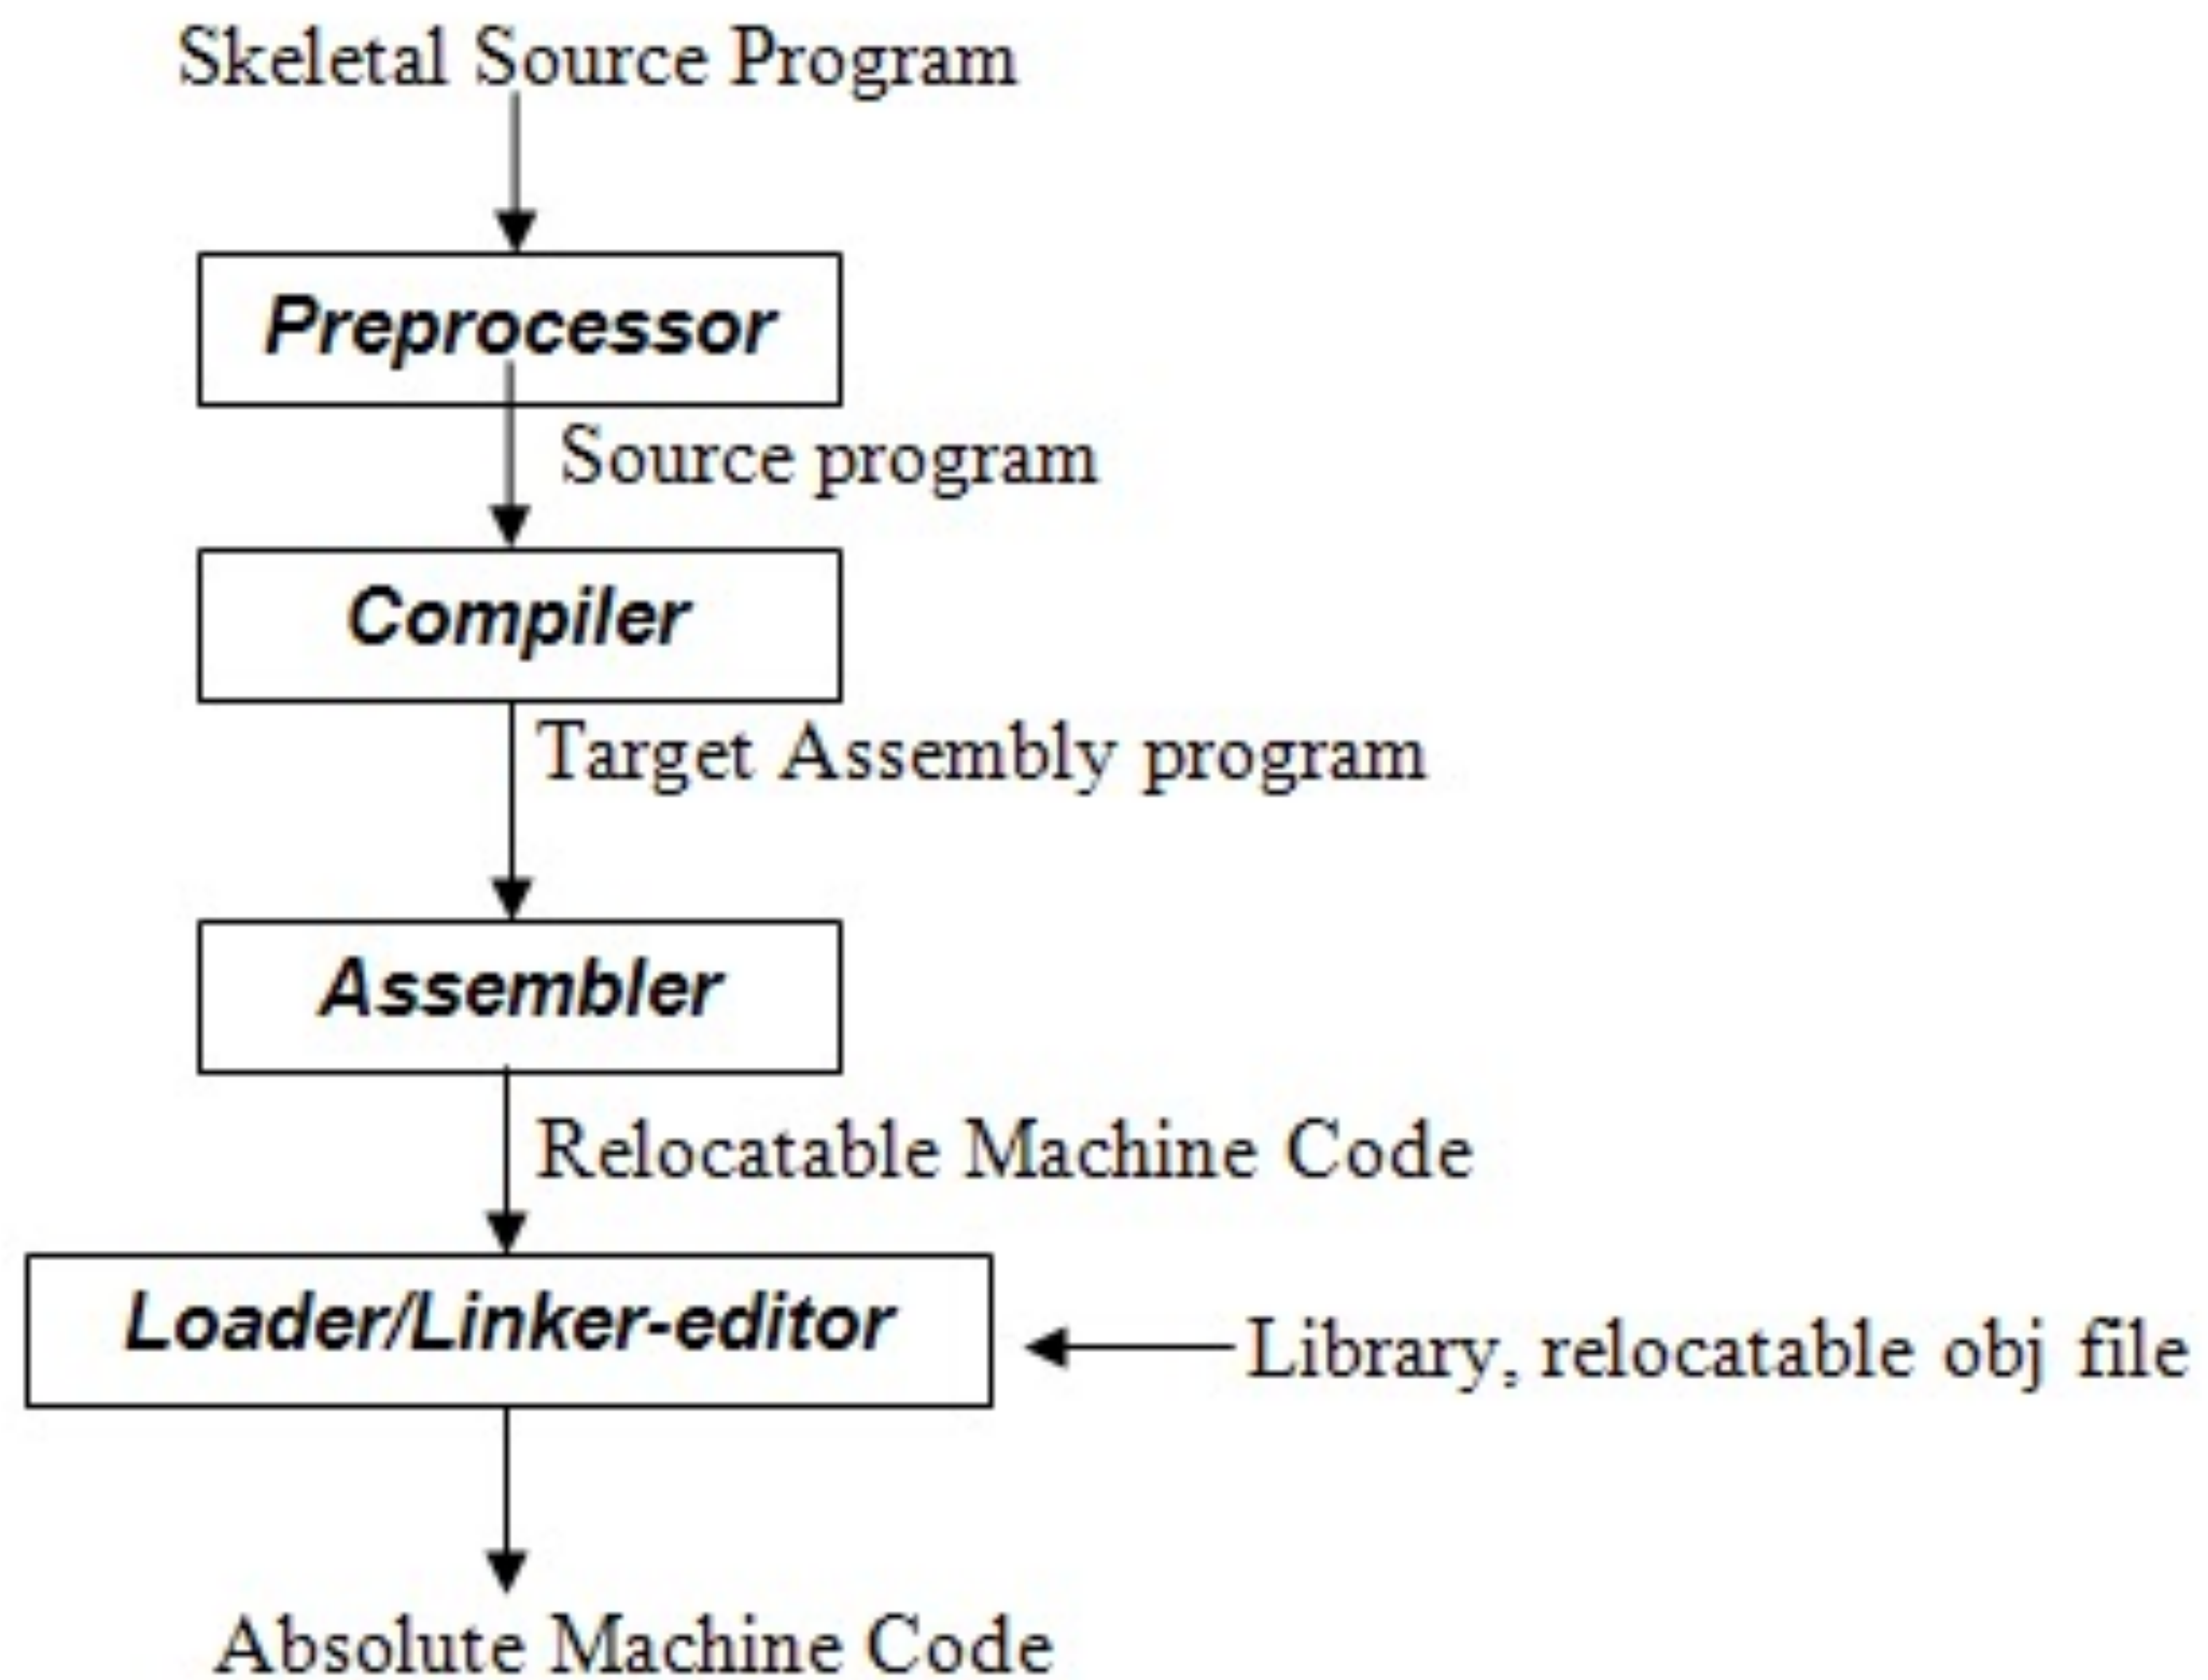 Skeletal Source Program
Preprocessor
Source program
Compiler
Target Assembly program
Assembler
Relocatable Machine Code
Loader/Linker-editor
Library, relocatable obj file
Absolute Machine Code